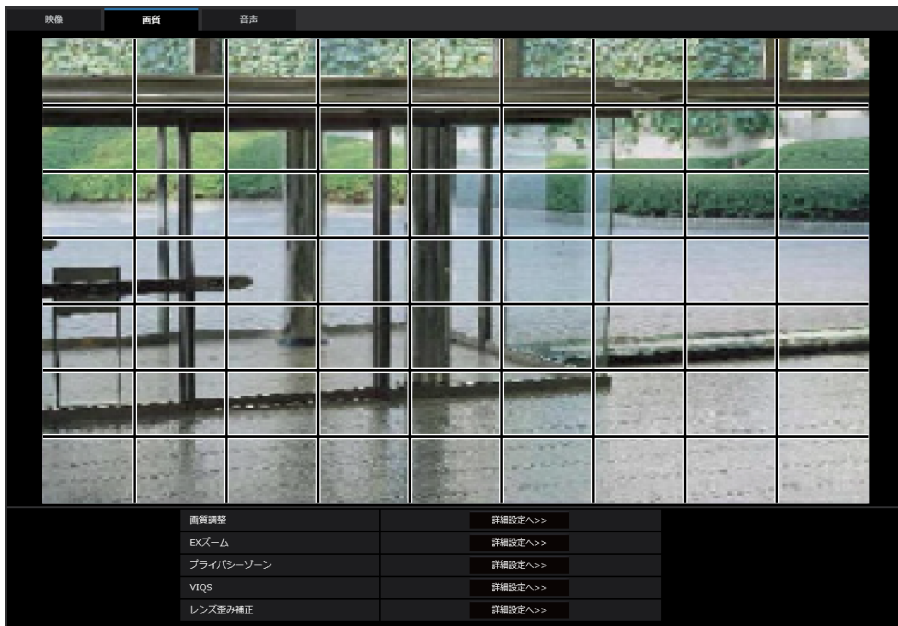 映像 画質 音声
画質調整 詳細設定へ>>
EXズーム 詳細設定へ>>
プライバシーゾーン 詳細設定へ>>
VIQS 詳細設定へ>>
レンズ歪み補正 詳細設定へ>>